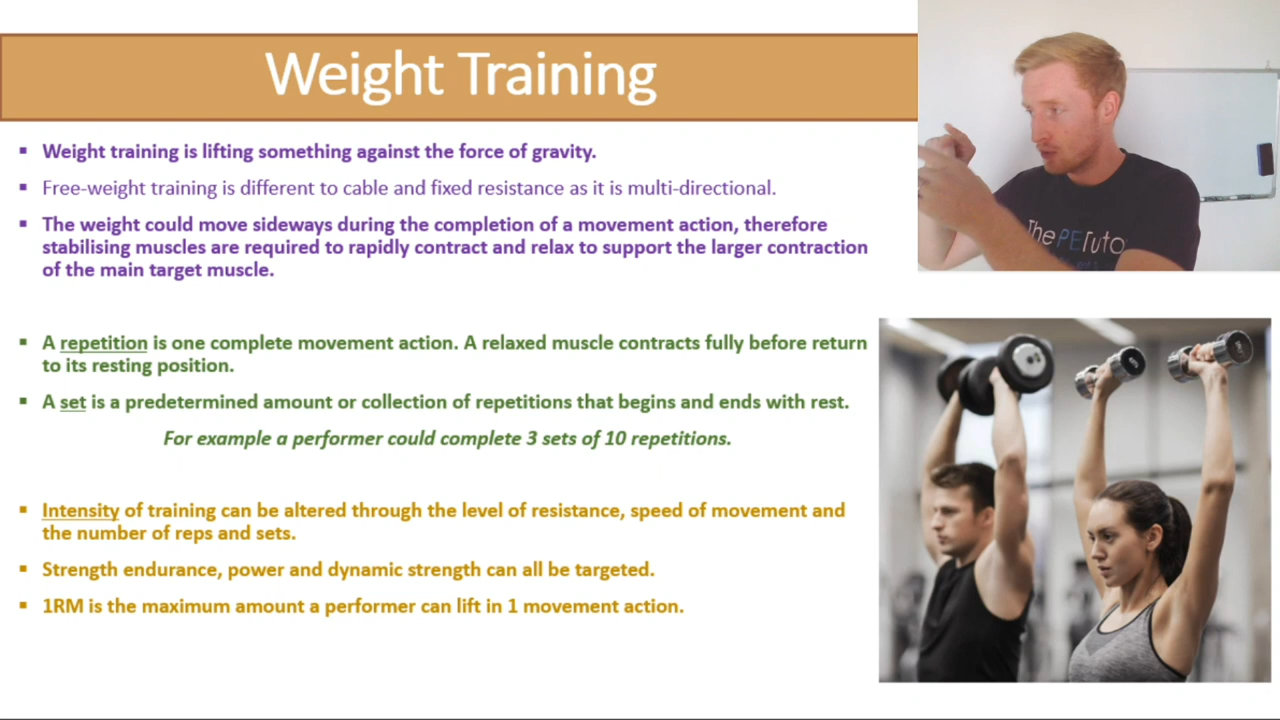 Weight Training
▪ Weight training is lifting something against the force of gravity.
▪ Free-weight training is different to cable and fixed resistance as it is multi-directional.
▪ The weight could move sideways during the completion of a movement action, therefore
stabilising muscles are required to rapidly contract and relax to support the larger contraction
of the main target muscle.
▪ A repetition is one complete movement action. A relaxed muscle contracts fully before return
to its resting position.
▪ A set is a predetermined amount or collection of repetitions that begins and ends with rest.
For example a performer could complete 3 sets of 10 repetitions.
▪ Intensity of training can be altered through the level of resistance, speed of movement and
the number of reps and sets.
▪ Strength endurance, power and dynamic strength can all be targeted.
▪ 1RM is the maximum amount a performer can lift in 1 movement action.
The PE Tuto